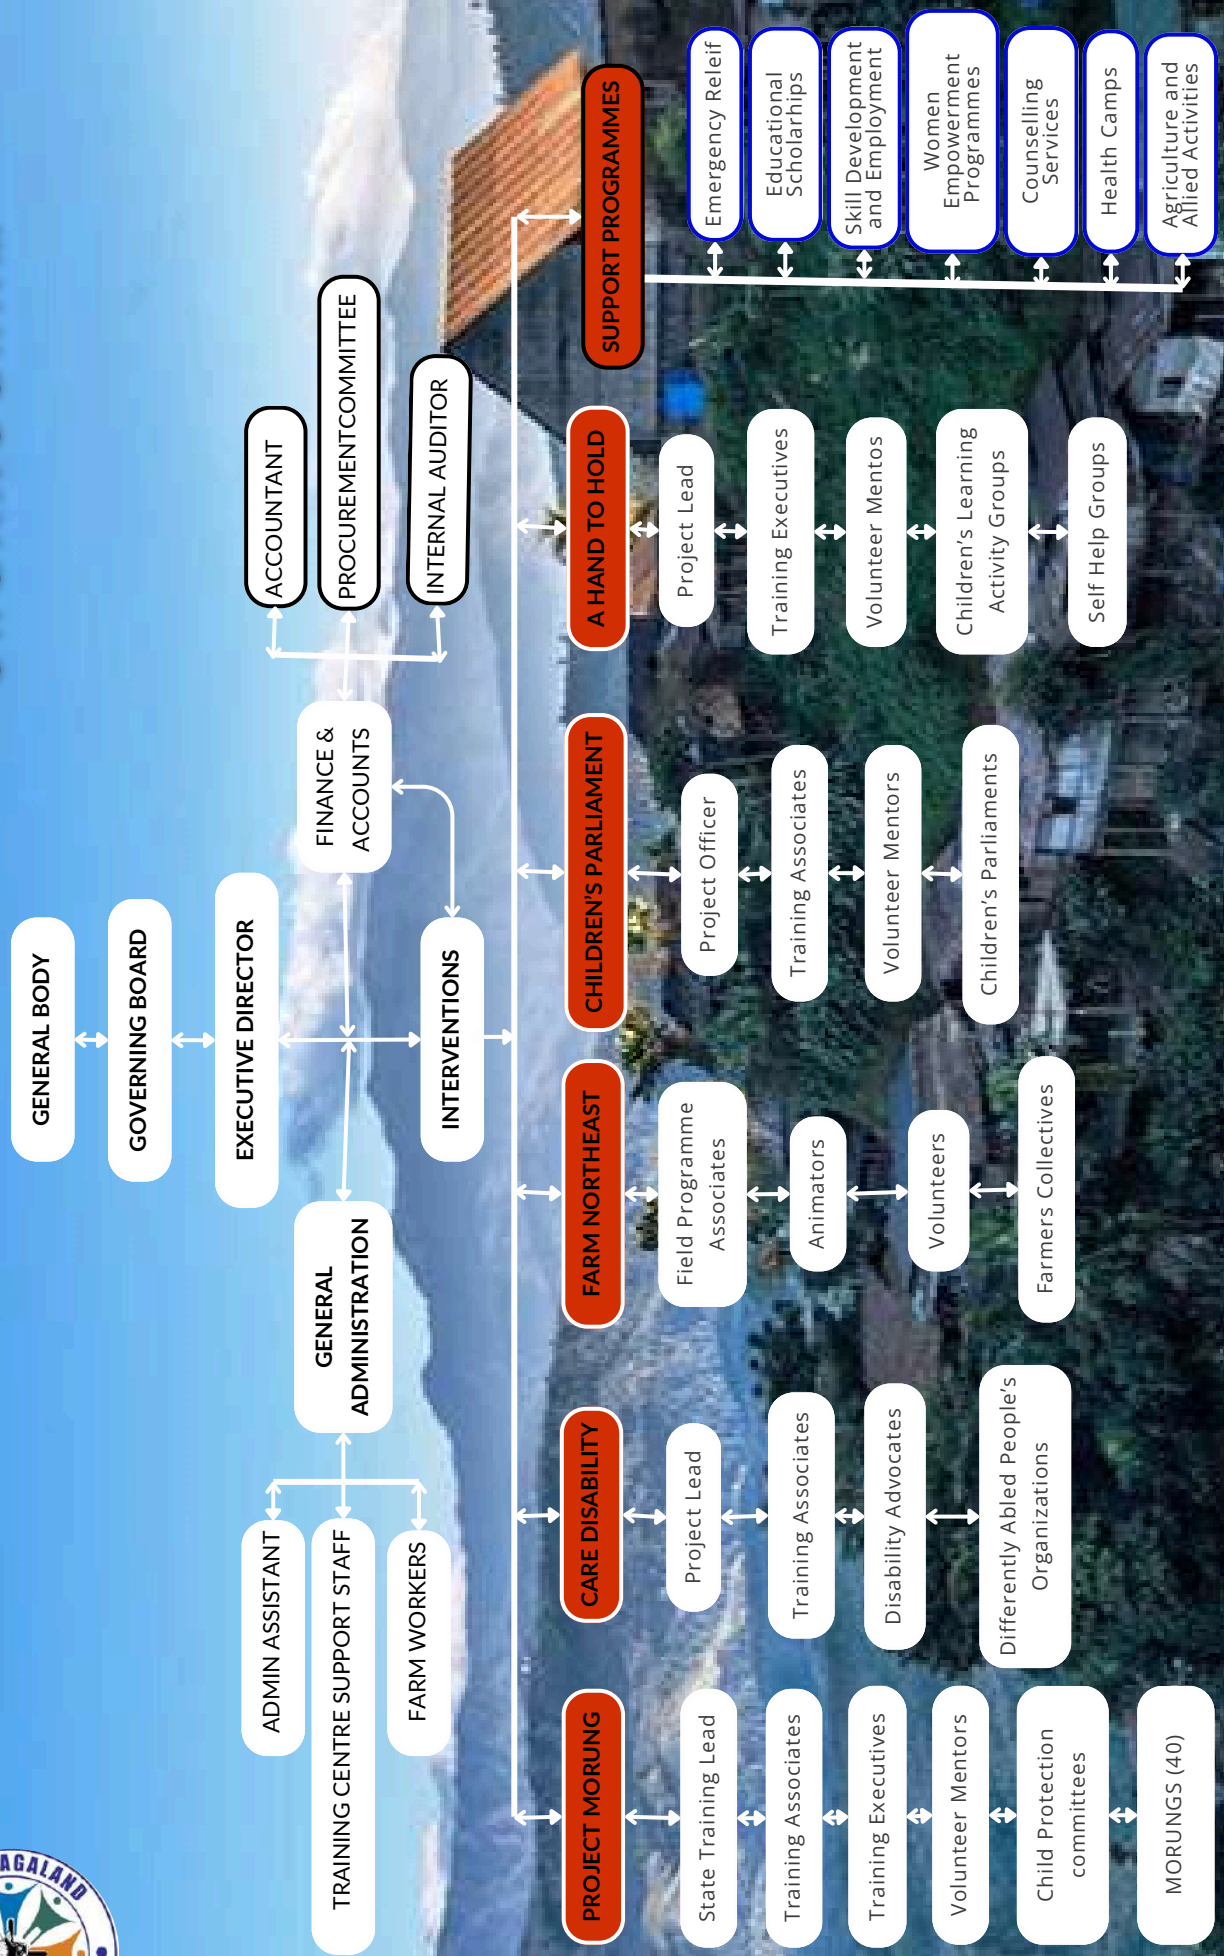 AGALAND
GENERAL BODY
GOVERNING BOARD
EXECUTIVE DIRECTOR
GENERAL
ADMINISTRATION
FINANCE &
ACCOUNTS
ADMIN ASSISTANT
TRAINING CENTRE SUPPORT STAFF
FARM WORKERS
ACCOUNTANT
PROCUREMENTCOMMITTEE
INTERNAL AUDITOR
INTERVENTIONS
PROJECT MORUNG
State Training Lead
Training Associates
Training Executives
Volunteer Mentors
Child Protection
committees
MORUNGS (40)
CARE DISABILITY
Project Lead
Training Associates
Disability Advocates
Differently Abled People's
Organizations
FARM NORTHEAST
Field Programme
Associates
Animators
Volunteers
Farmers Collectives
CHILDREN'S PARLIAMENT
Project Officer
Training Associates
Volunteer Mentors
Children's Parliaments
A HAND TO HOLD
Project Lead
Training Executives
Volunteer Mentos
Children's Learning
Activity Groups
Self Help Groups
SUPPORT PROGRAMMES
Emergency Releif
Educational
Scholarhips
Skill Development
and Employment
Women
Empowerment
Programmes
Counselling
Services
Health Camps
Agriculture and
Allied Activities